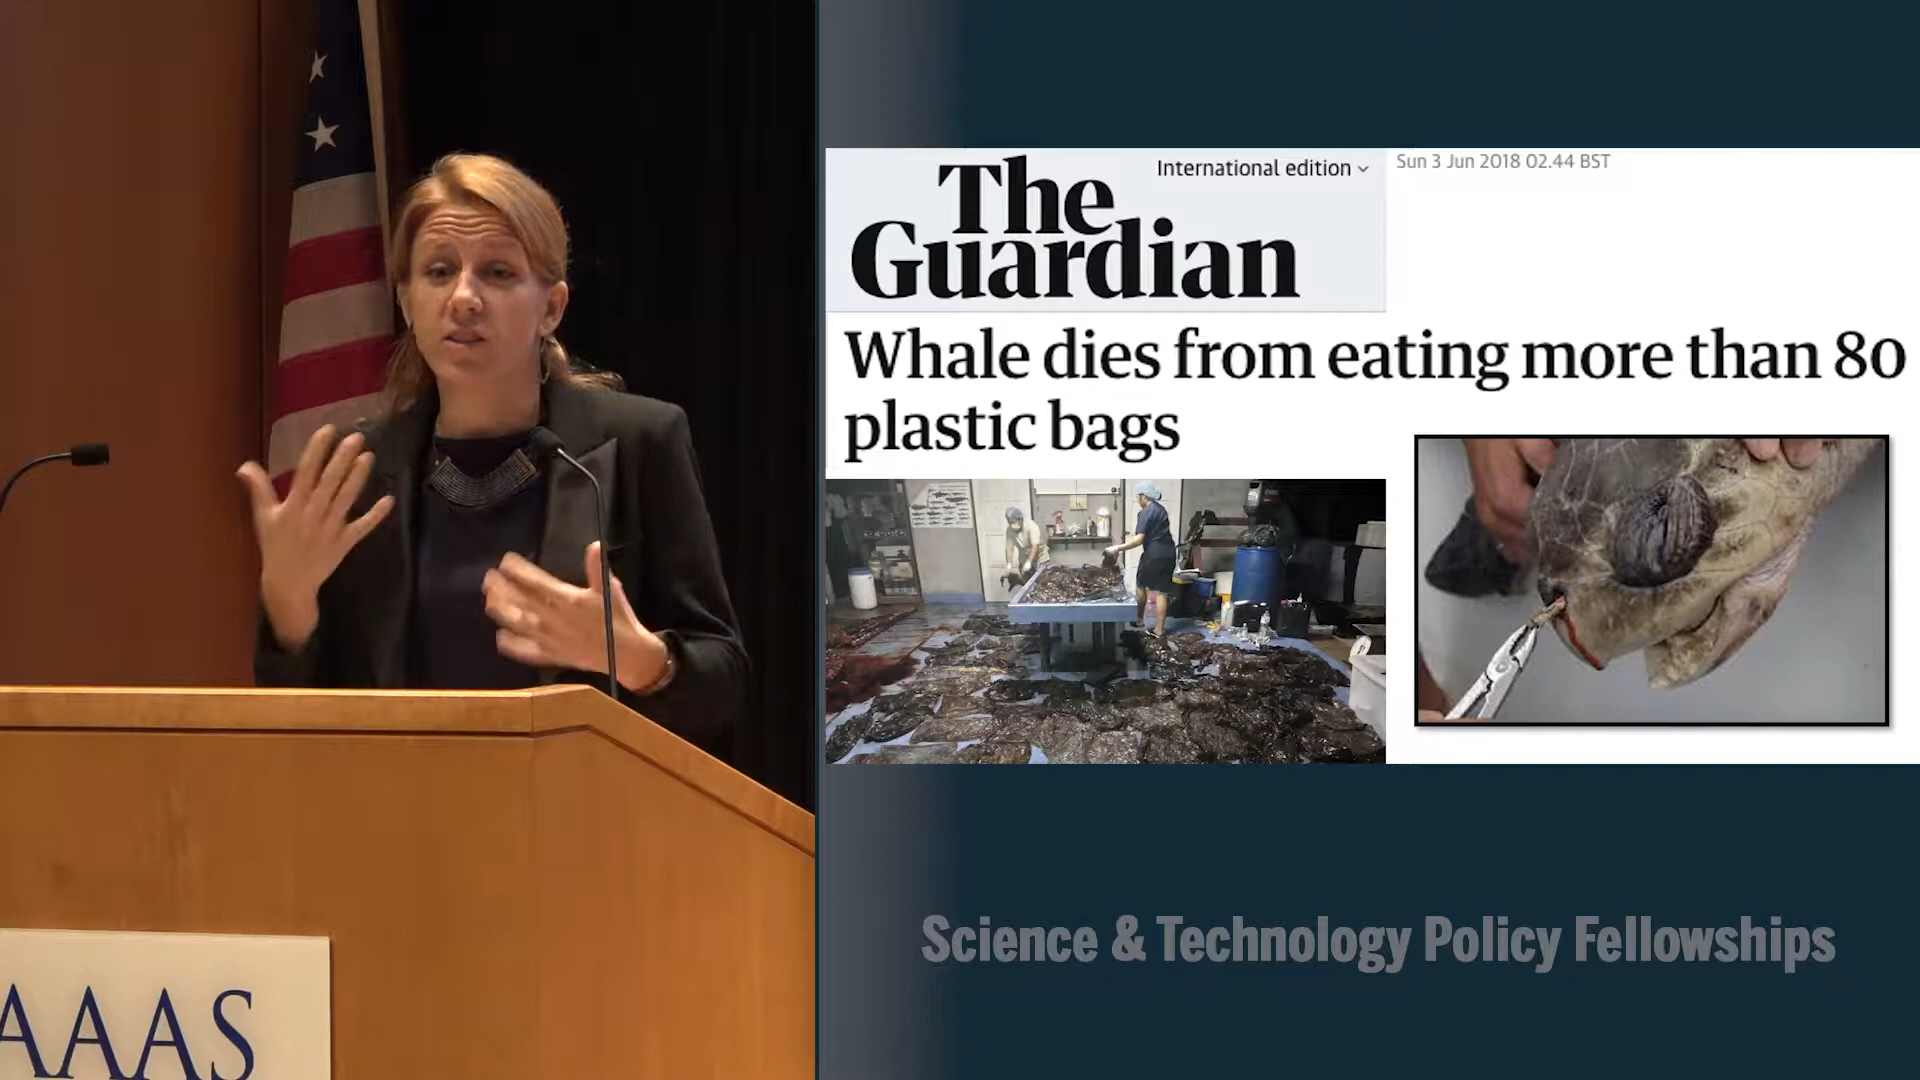 The
Guardian
International edition
Sun 3 Jun 2018 02.44 BST
Whale dies from eating more than 80
plastic bags
Science & Technology Policy Fellowships
AAAS